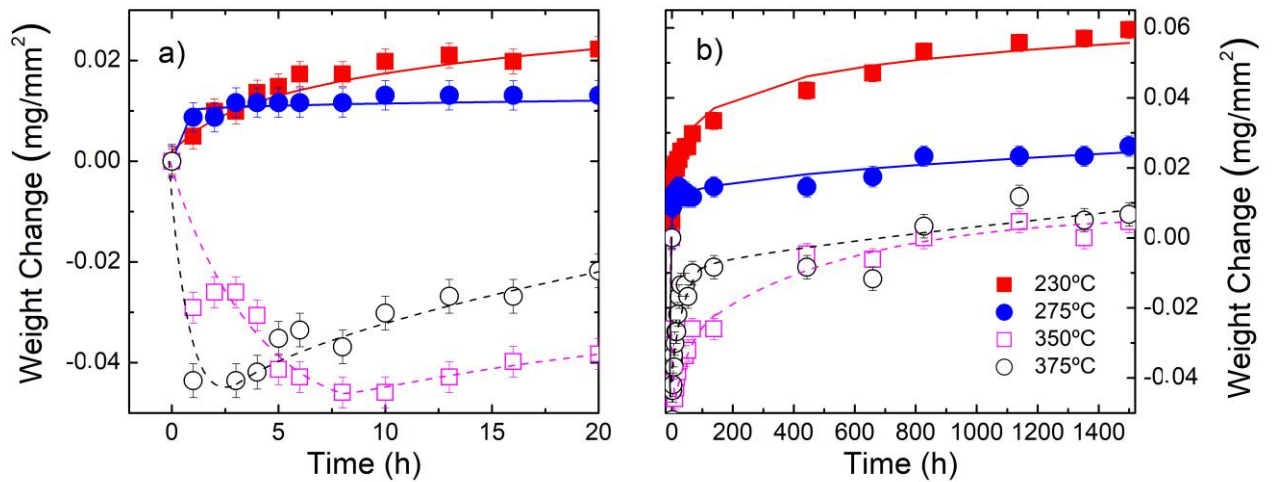 a)
Weight Change (mg/mm²)
0.02
0.00
-0.02
-0.04
0 5 10 15 20
Time (h)
b)
0.06
0.04
0.02
0.00
-0.02
-0.04
Weight Change (mg/mm²)
230ºC
275ºC
350ºC
375ºC
0 200 400 600 800 1000 1200 1400
Time (h)